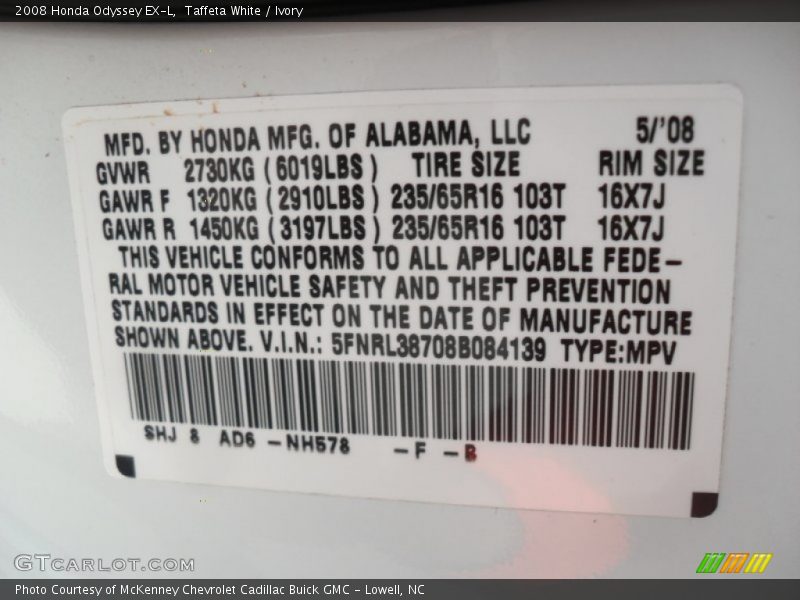 2008 Honda Odyssey EX-L,  Taffeta White / Ivory
MFD. BY HONDA MFG. OF ALABAMA, LLC 5/'08
GVWR 2730KG (6019LBS) TIRE SIZE RIM SIZE
GAWR F 1320KG (2910LBS) 235/65R16 103T 16X7J
GAWR R 1450KG (3197LBS) 235/65R16 103T 16X7J
THIS VEHICLE CONFORMS TO ALL APPLICABLE FEDE-
RAL MOTOR VEHICLE SAFETY AND THEFT PREVENTION
STANDARDS IN EFFECT ON THE DATE OF MANUFACTURE
SHOWN ABOVE. V.I.N.: 5FNRL38708B084139 TYPE:MPV
SHJ 8 AD6 -NH578 -F -B
GTCARLOT.COM
Photo Courtesy of McKenney Chevrolet Cadillac Buick GMC - Lowell, NC